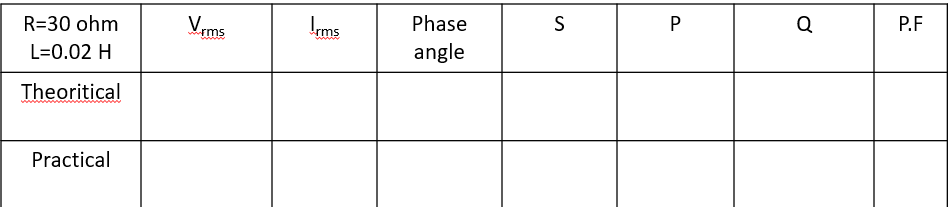 R=30 ohm
L=0.02 H
Vrms
Irms
Phase
angle
S
P
Q
P.F
Theoritical
Practical